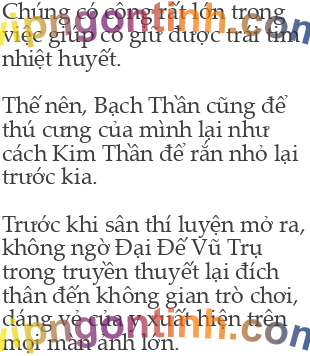 Chúng có công rất lớn trong
việc giúp cô giữ được trái tim
nhiệt huyết.
Thế nên, Bạch Thần cũng để
thú cưng của mình lại như
cách Kim Thần để rắn nhỏ lại
trước kia.
Trước khi sân thí luyện mở ra,
không ngờ Đại Đế Vũ Trụ
trong truyền thuyết lại đích
thân đến không gian trò chơi,
dáng vẻ của y xuất hiện trên
mọi màn ảnh lớn.
vipngontinh.com
vipngontinh.com